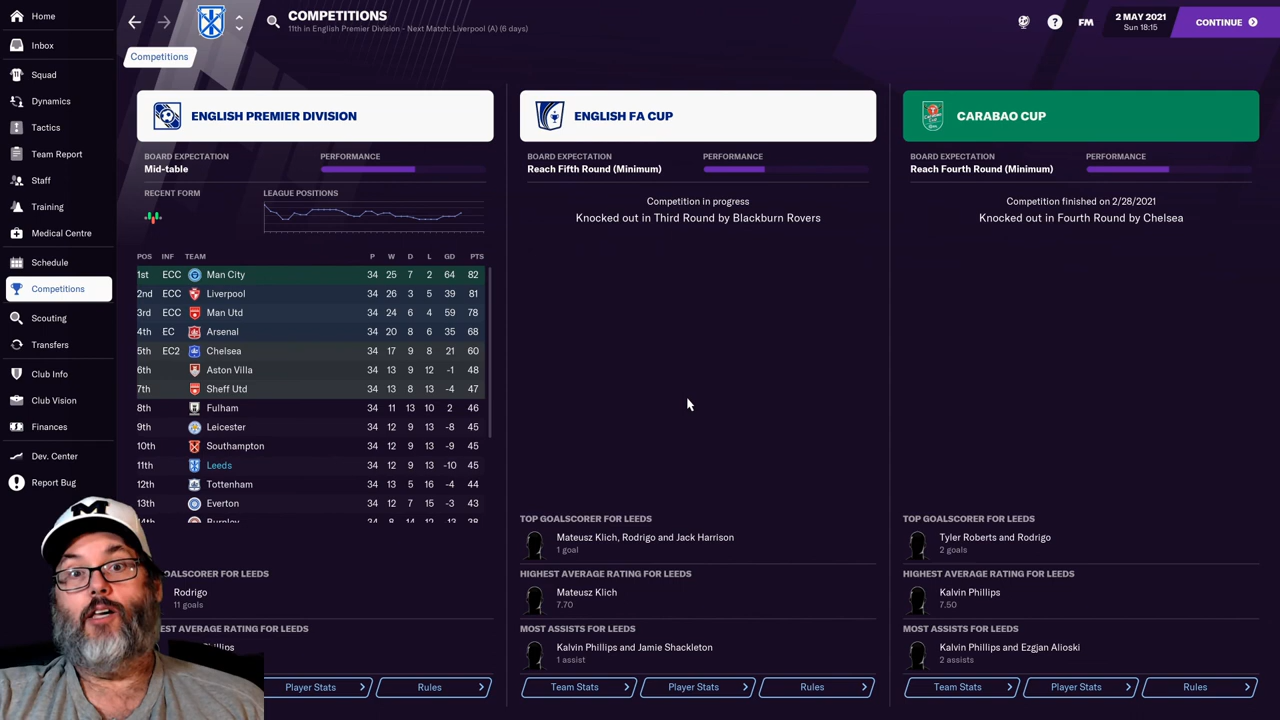 Home
Inbox
Squad
Dynamics
Tactics
Team Report
Staff
Training
Medical Centre
Schedule
Competitions
Scouting
Transfers
Club Info
Club Vision
Finances
Dev. Center
Report Bug
COMPETITIONS
11th in English Premier Division - Next Match: Liverpool (A) (6 days)
FM
2 MAY 2021
Sun 18:15
CONTINUE
Competitions
ENGLISH PREMIER DIVISION
BOARD EXPECTATION PERFORMANCE
Mid-table
RECENT FORM LEAGUE POSITIONS
POS INF TEAM P W D L GD PTS
1st ECC Man City 34 25 7 2 64 82
2nd ECC Liverpool 34 26 3 5 39 81
3rd ECC Man Utd 34 24 6 4 59 78
4th EC Arsenal 34 20 8 6 35 68
5th EC2 Chelsea 34 17 9 8 21 60
6th Aston Villa 34 13 9 12 -1 48
7th Sheff Utd 34 13 8 13 -4 47
8th Fulham 34 11 13 10 2 46
9th Leicester 34 12 9 13 -8 45
10th Southampton 34 12 9 13 -9 45
11th Leeds 34 12 9 13 -10 45
12th Tottenham 34 13 5 16 -4 44
13th Everton 34 12 7 15 -3 43
14th Burnley 34 8 14 12 -13 38
GOALSCORER FOR LEEDS
Rodrigo
11 goals
EST AVERAGE RATING FOR LEEDS
Player Stats
Rules
ENGLISH FA CUP
BOARD EXPECTATION PERFORMANCE
Reach Fifth Round (Minimum)
Competition in progress
Knocked out in Third Round by Blackburn Rovers
TOP GOALSCORER FOR LEEDS
Mateusz Klich, Rodrigo and Jack Harrison
1 goal
HIGHEST AVERAGE RATING FOR LEEDS
Mateusz Klich
7.70
MOST ASSISTS FOR LEEDS
Kalvin Phillips and Jamie Shackleton
1 assist
Team Stats
Player Stats
Rules
CARABAO CUP
BOARD EXPECTATION PERFORMANCE
Reach Fourth Round (Minimum)
Competition finished on 2/28/2021
Knocked out in Fourth Round by Chelsea
TOP GOALSCORER FOR LEEDS
Tyler Roberts and Rodrigo
2 goals
HIGHEST AVERAGE RATING FOR LEEDS
Kalvin Phillips
7.50
MOST ASSISTS FOR LEEDS
Kalvin Phillips and Ezgjan Alioski
2 assists
Team Stats
Player Stats
Rules